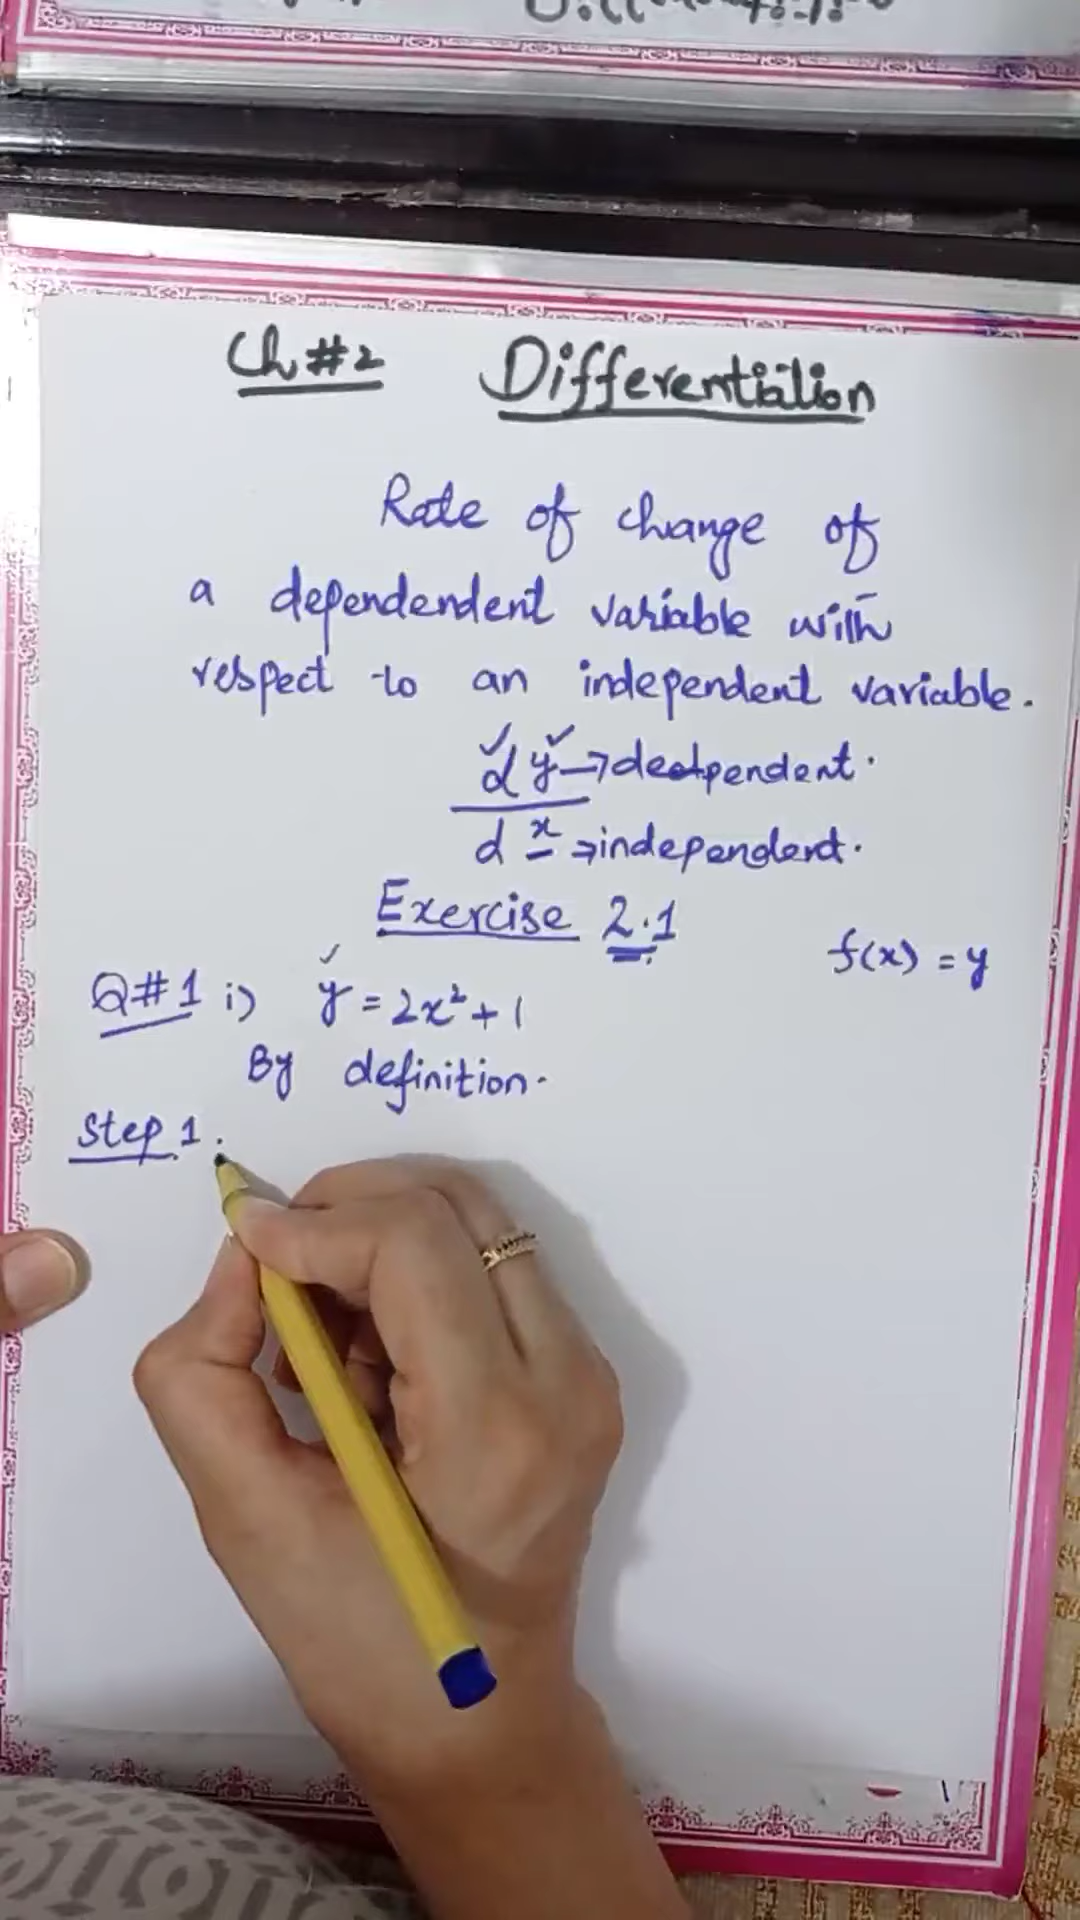 Ch#2 Differentiation
Rate of change of
a dependendent variable with
respect to an independent variable.
dy → dependent.
dx → independent.
Exercise 2.1
f(x) = y
Q#1 i) y = 2x² + 1
By definition.
Step 1.